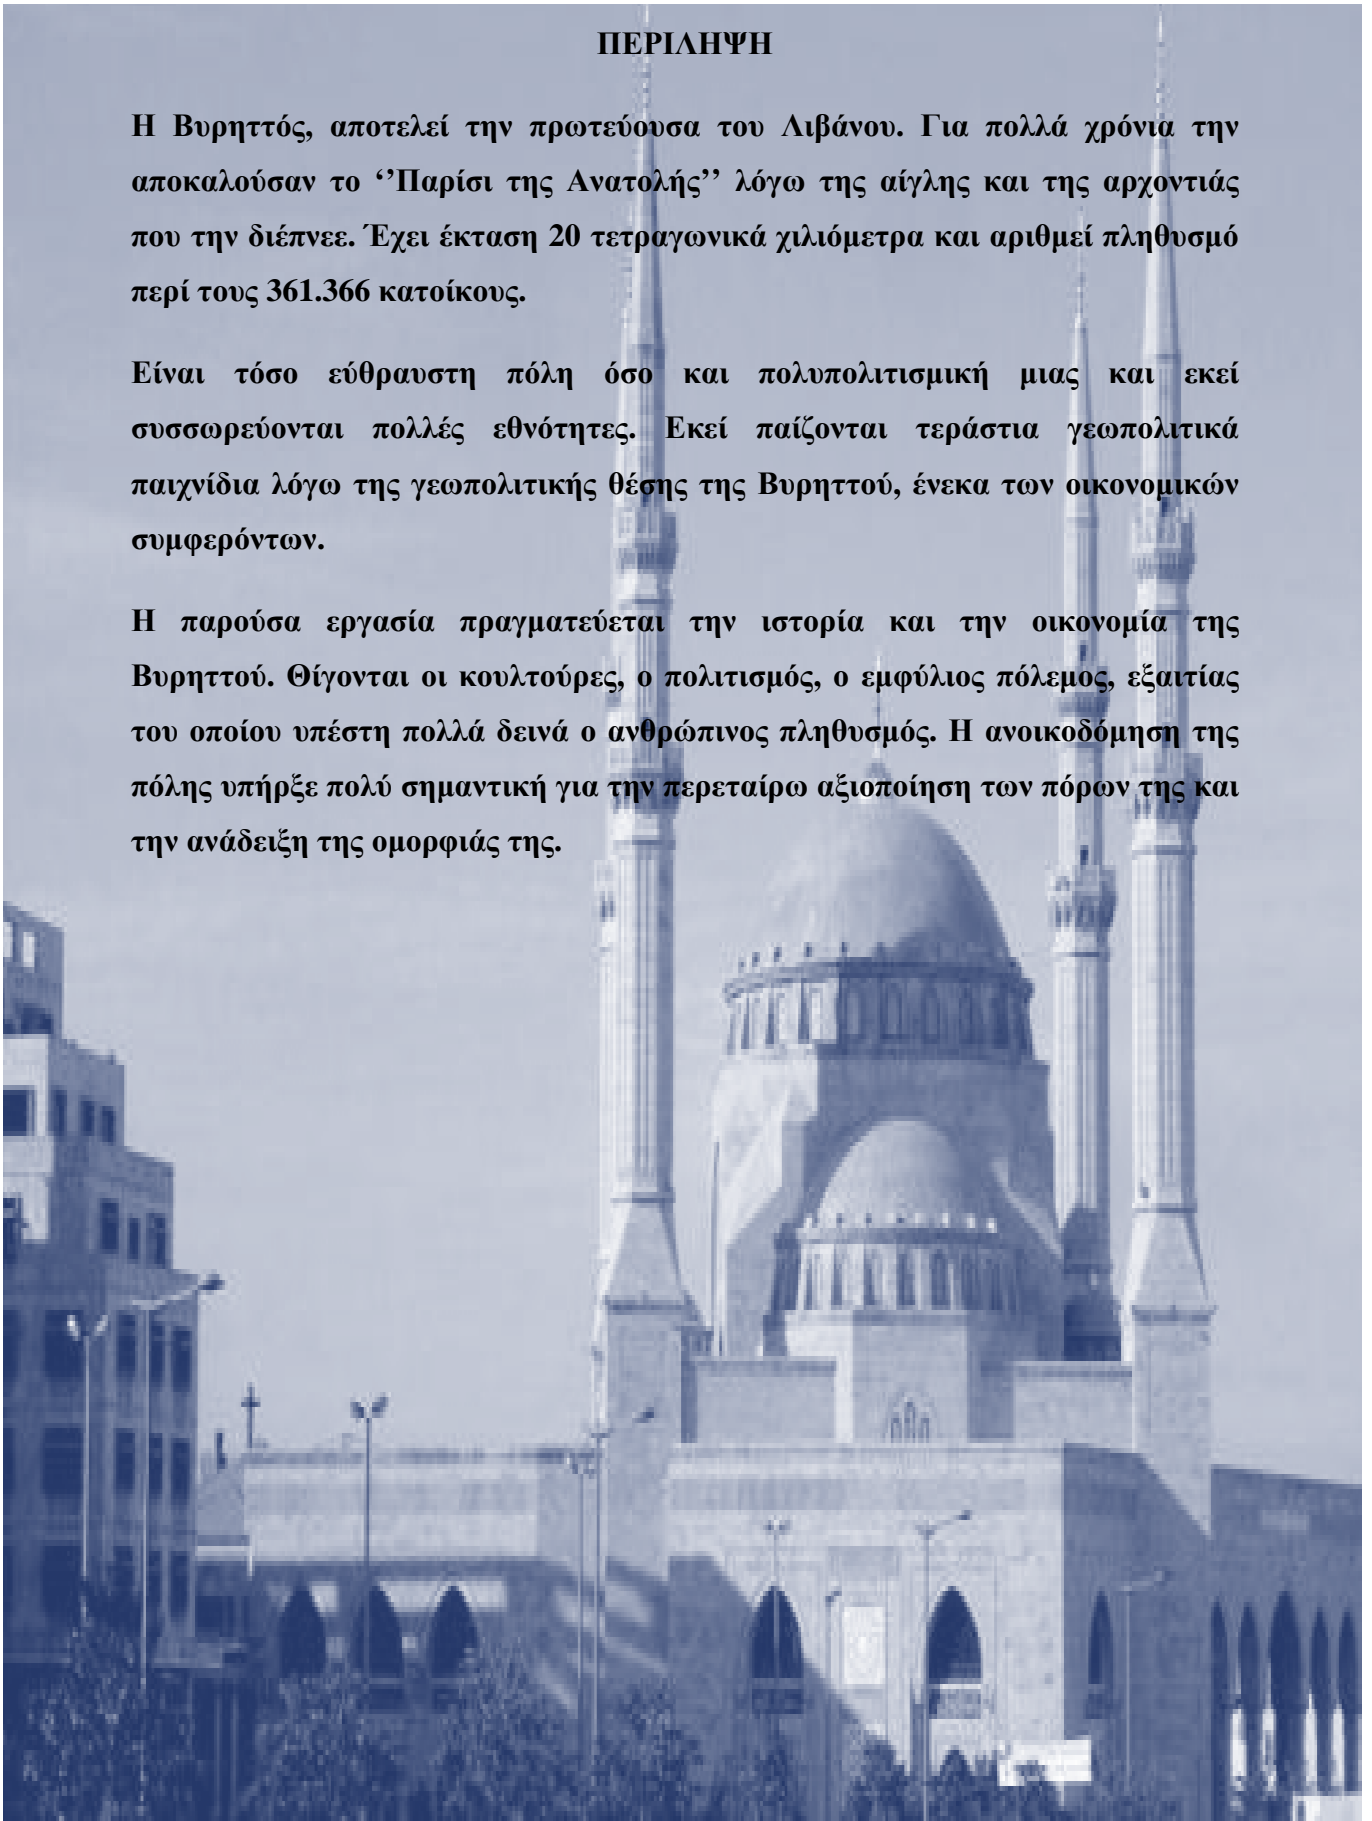 ΠΕΡΙΛΗΨΗ
Η Βυρηττός, αποτελεί την πρωτεύουσα του Λιβάνου. Για πολλά χρόνια την
αποκαλούσαν το ‘’Παρίσι της Ανατολής’’ λόγω της αίγλης και της αρχοντιάς
που την διέπνεε. Έχει έκταση 20 τετραγωνικά χιλιόμετρα και αριθμεί πληθυσμό
περί τους 361.366 κατοίκους.
Είναι τόσο εύθραυστη πόλη όσο και πολυπολιτισμική μιας και εκεί
συσσωρεύονται πολλές εθνότητες. Εκεί παίζονται τεράστια γεωπολιτικά
παιχνίδια λόγω της γεωπολιτικής θέσης της Βυρηττού, ένεκα των οικονομικών
συμφερόντων.
Η παρούσα εργασία πραγματεύεται την ιστορία και την οικονομία της
Βυρηττού. Θίγονται οι κουλτούρες, ο πολιτισμός, ο εμφύλιος πόλεμος, εξαιτίας
του οποίου υπέστη πολλά δεινά ο ανθρώπινος πληθυσμός. Η ανοικοδόμηση της
πόλης υπήρξε πολύ σημαντική για την περεταίρω αξιοποίηση των πόρων της και
την ανάδειξη της ομορφιάς της.